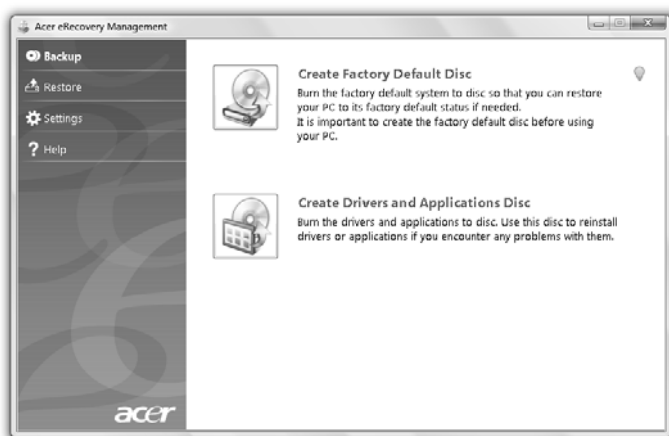 Acer eRecovery Management
Backup
Restore
Settings
? Help
Create Factory Default Disc
Burn the factory default system to disc so that you can restore
your PC to its factory default status if needed.
It is important to create the factory default disc before using
your PC.
Create Drivers and Applications Disc
Burn the drivers and applications to disc. Use this disc to reinstall
drivers or applications if you encounter any problems with them.
acer